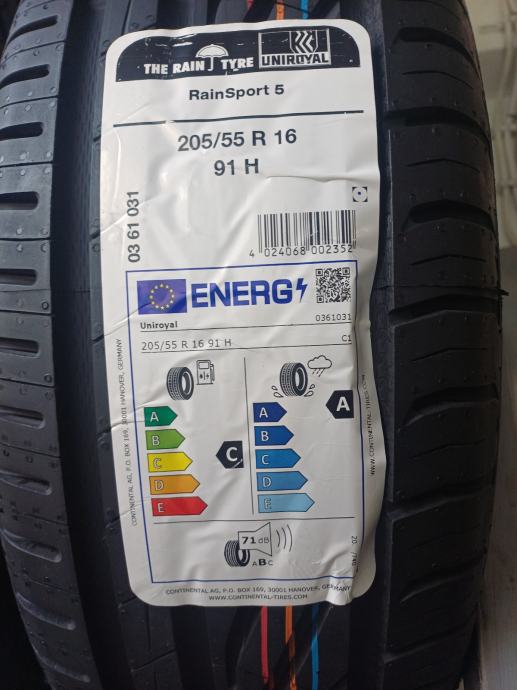 THE RAIN TYRE UNIROYAL
RainSport 5
205/55 R 16
91 H
03 61 031
4 024068 002352
ENERG
Uniroyal 0361031
205/55 R 16 91 H C1
A
B
C
D
E
C
A
B
C
D
E
A
71 dB
ABC
CONTINENTAL AG, P.O. BOX 169, 30001 HANOVER, GERMANY
WWW.CONTINENTAL-TIRES.COM
CONTINENTAL AG, P.O. BOX 169, 30001 HANOVER, GERMANY
WWW.CONTINENTAL-TIRES.COM